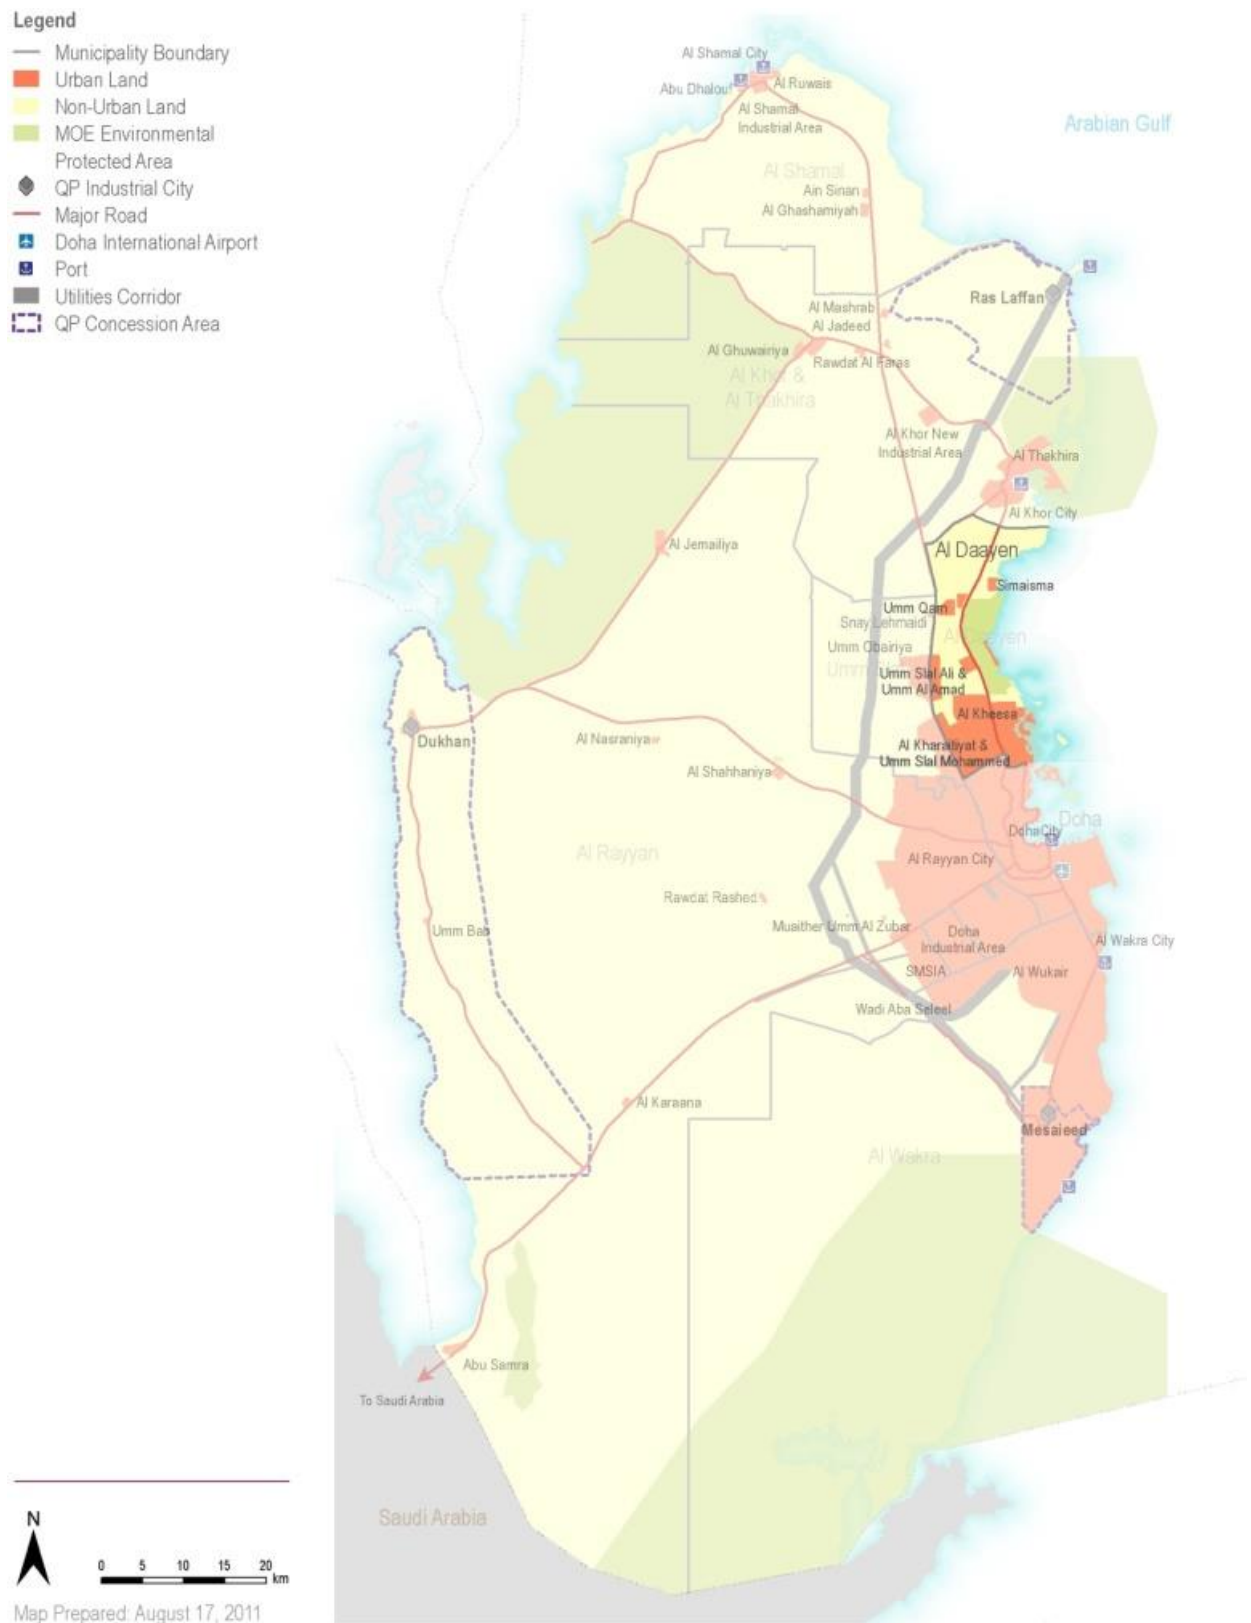 Legend
Municipality Boundary
Urban Land
Non-Urban Land
MOE Environmental
Protected Area
QP Industrial City
Major Road
Doha International Airport
Port
Utilities Corridor
QP Concession Area
Al Shamal City
Abu Dhalouf
Al Ruwais
Al Shamal
Industrial Area
Arabian Gulf
Al Shamal
Ain Sinan
Al Ghashamiyah
Ras Laffan
Al Mashrab
Al Jadeed
Al Ghuwairiya
Rawdat Al Faras
Al Khor &
Al Thakhira
Al Khor New
Industrial Area
Al Thakhira
Al Khor City
Al Jemailiya
Al Daayen
Simaisma
Umm Qarn
Snay Lehmaidi
Al Daayen
Umm Obairiya
Umm
Umm Slal Ali &
Umm Al Amad
Al Kheesa
Dukhan
Al Nasraniya
Al Kharaitiyat &
Umm Slal Mohammed
Al Shahhaniya
Doha
Doha City
Al Rayyan
Al Rayyan City
Rawdat Rashed
Muaither Umm Al Zubar
Umm Bab
Doha
Industrial Area
Al Wakra City
SMSIA
Al Wukair
Wadi Aba Seleel
Al Karaana
Mesaieed
Al Wakra
Abu Samra
To Saudi Arabia
Saudi Arabia
N
0 5 10 15 20
km
Map Prepared: August 17, 2011